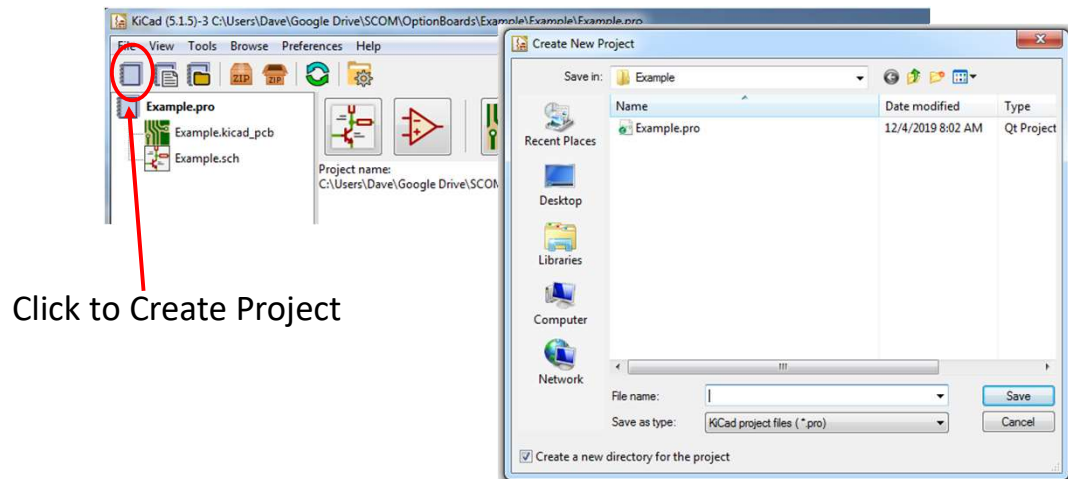 KiCad (5.1.5)-3 C:\Users\Dave\Google Drive\SCOM\OptionBoards\Example\Example\Example.pro
File View Tools Browse Preferences Help
ZIP ZIP
Example.pro
Example.kicad_pcb
Example.sch
Project name:
C:\Users\Dave\Google Drive\SCOM
Click to Create Project
Create New Project
Save in: Example
Name Date modified Type
Example.pro 12/4/2019 8:02 AM Qt Project
Recent Places
Desktop
Libraries
Computer
Network
File name: Save
Save as type: KiCad project files (*.pro) Cancel
Create a new directory for the project